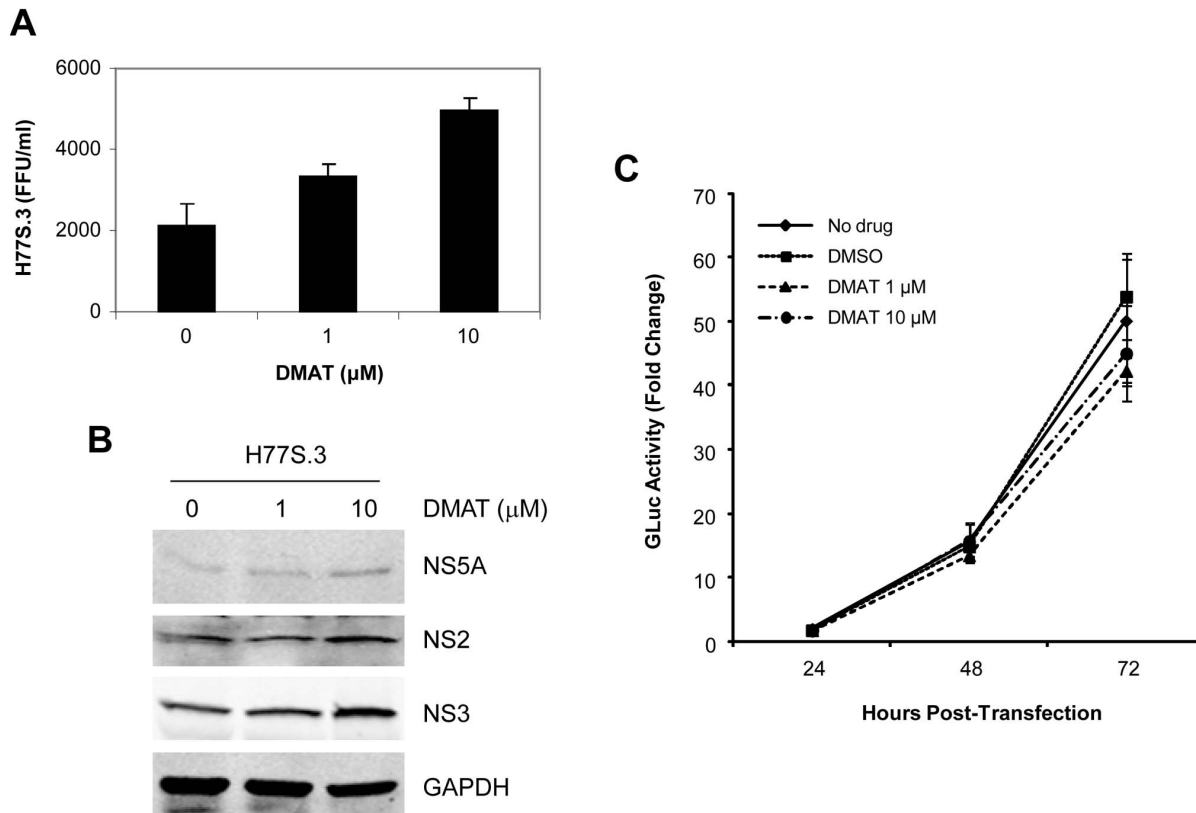 A
H77S.3 (FFU/ml)
6000
4000
2000
0
0 1 10
DMAT (µM)
B
H77S.3
0 1 10 DMAT (µM)
NS5A
NS2
NS3
GAPDH
C
GLuc Activity (Fold Change)
70
60
50
40
30
20
10
0
No drug
DMSO
DMAT 1 µM
DMAT 10 µM
24 48 72
Hours Post-Transfection